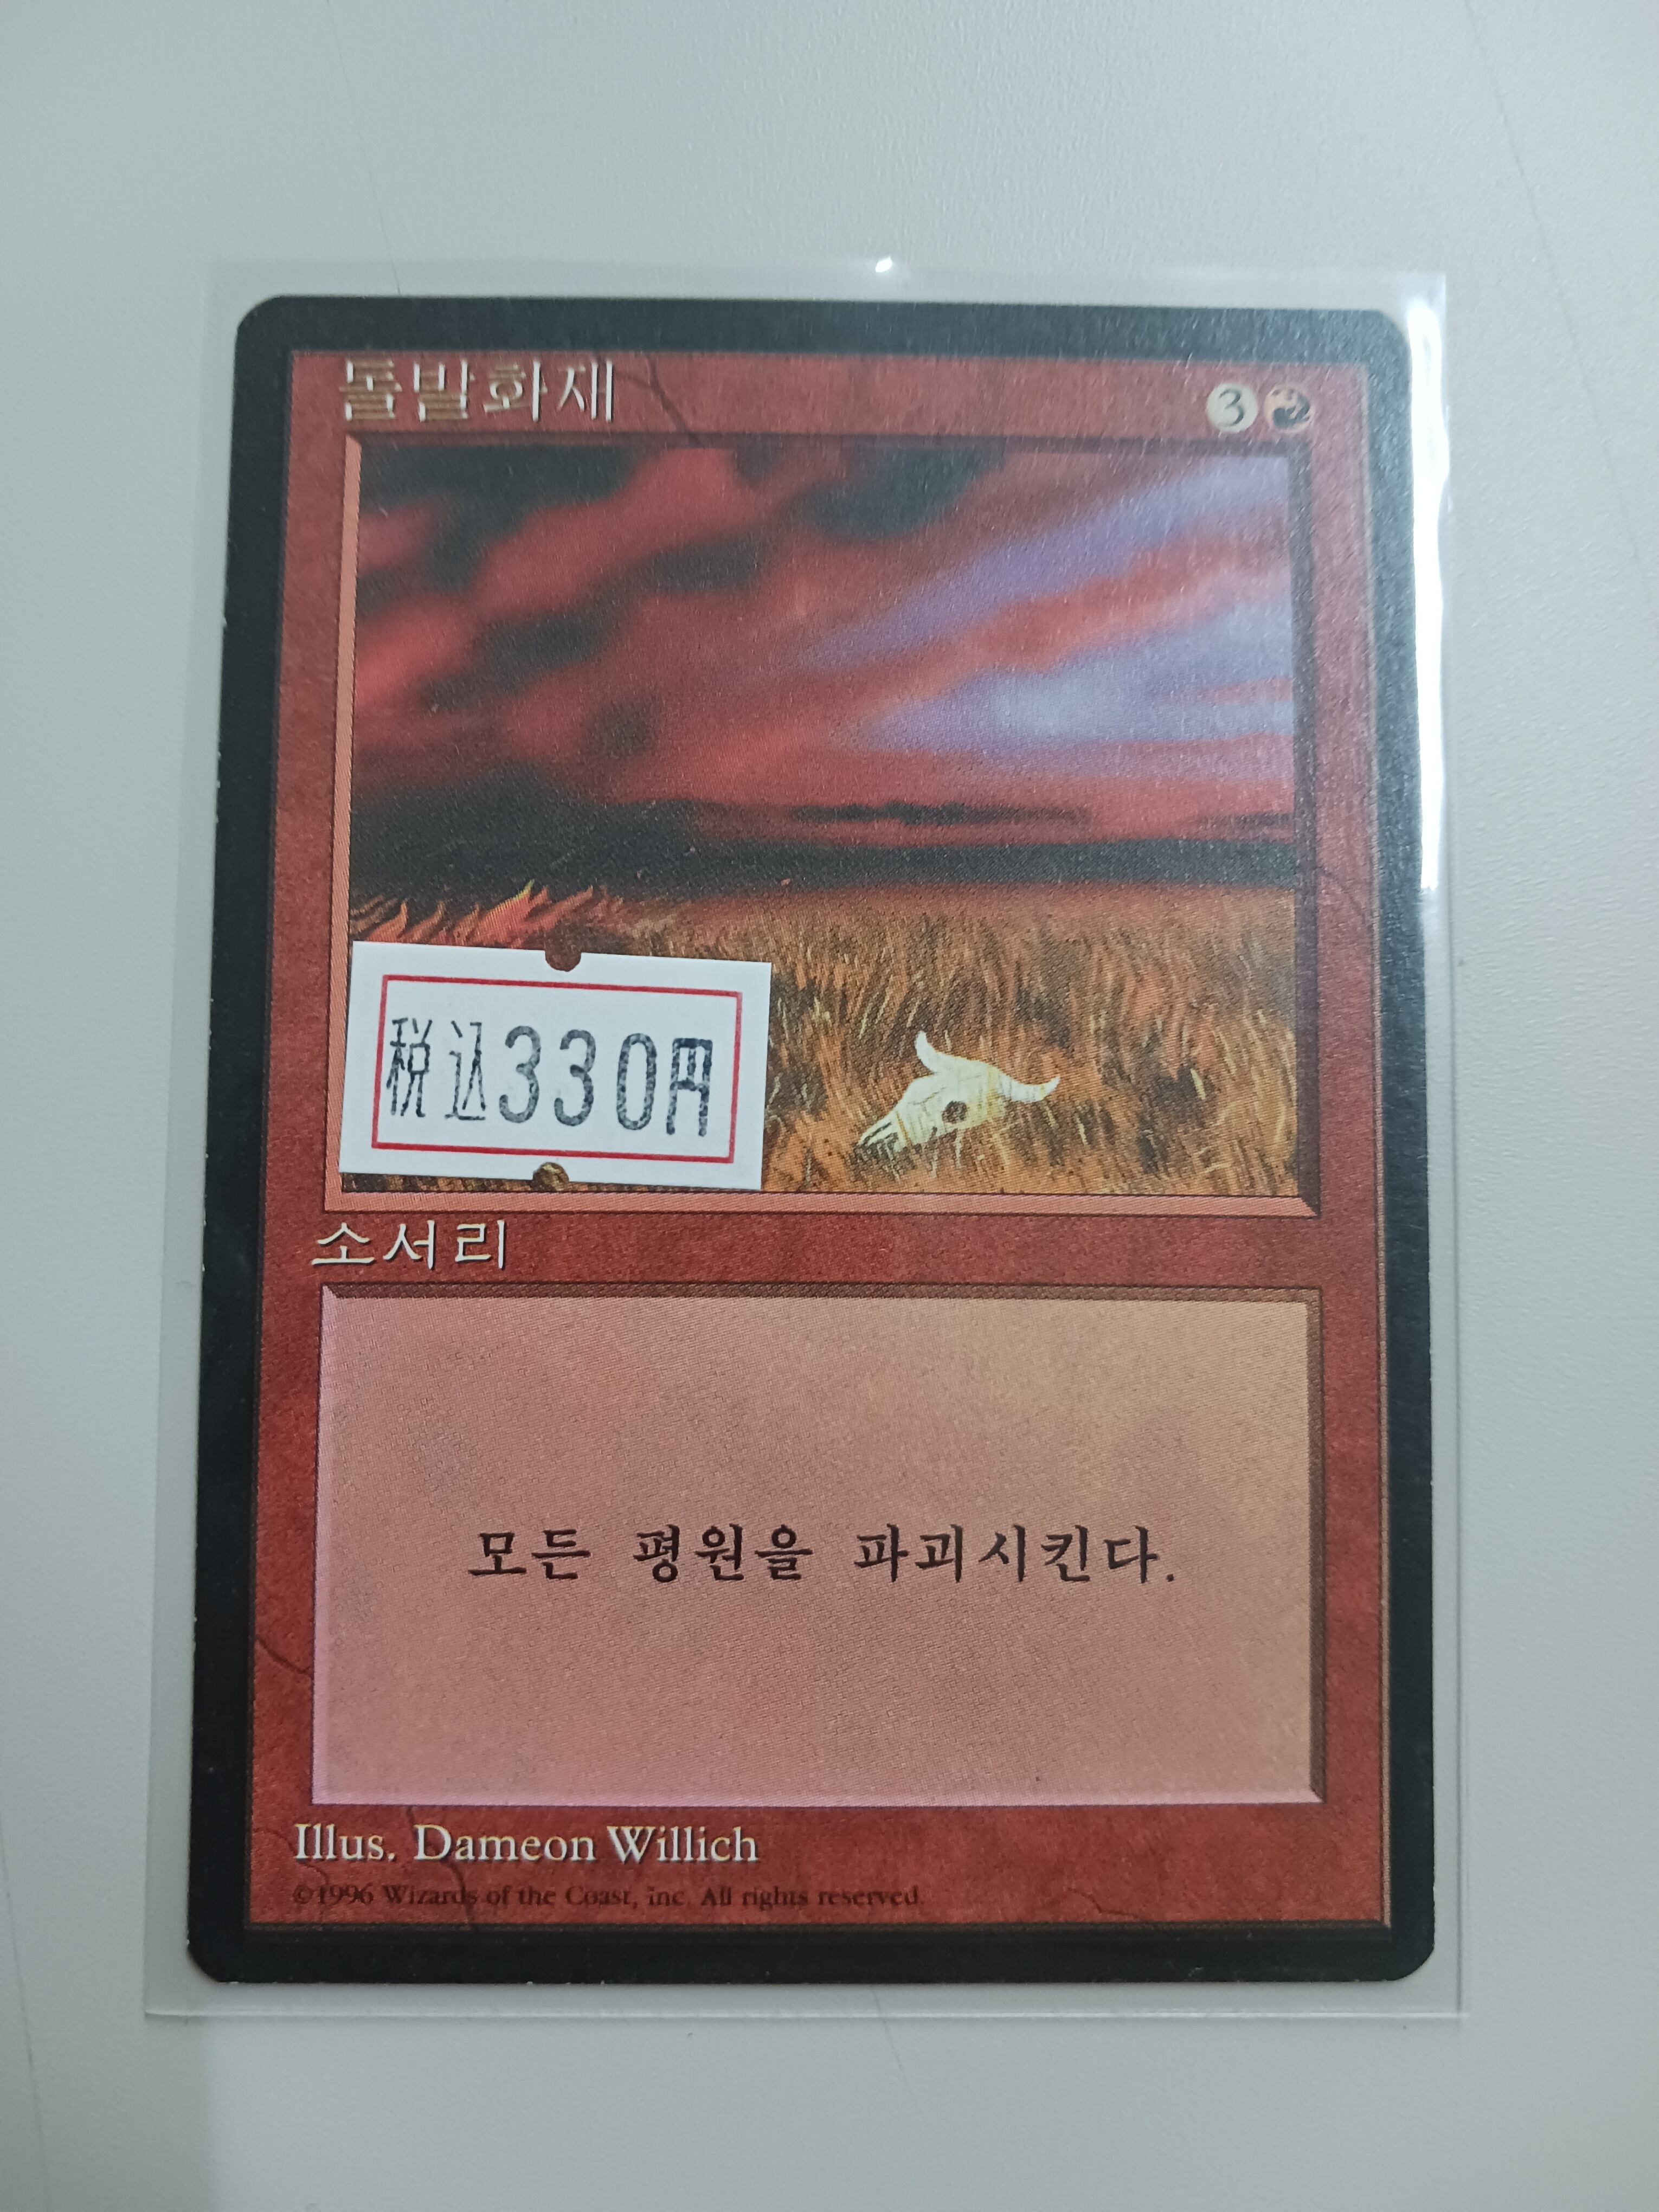 돌발화재
3
税込330円
소서리
모든 평원을 파괴시킨다.
Illus. Dameon Willich
©1996 Wizards of the Coast, inc. All rights reserved.